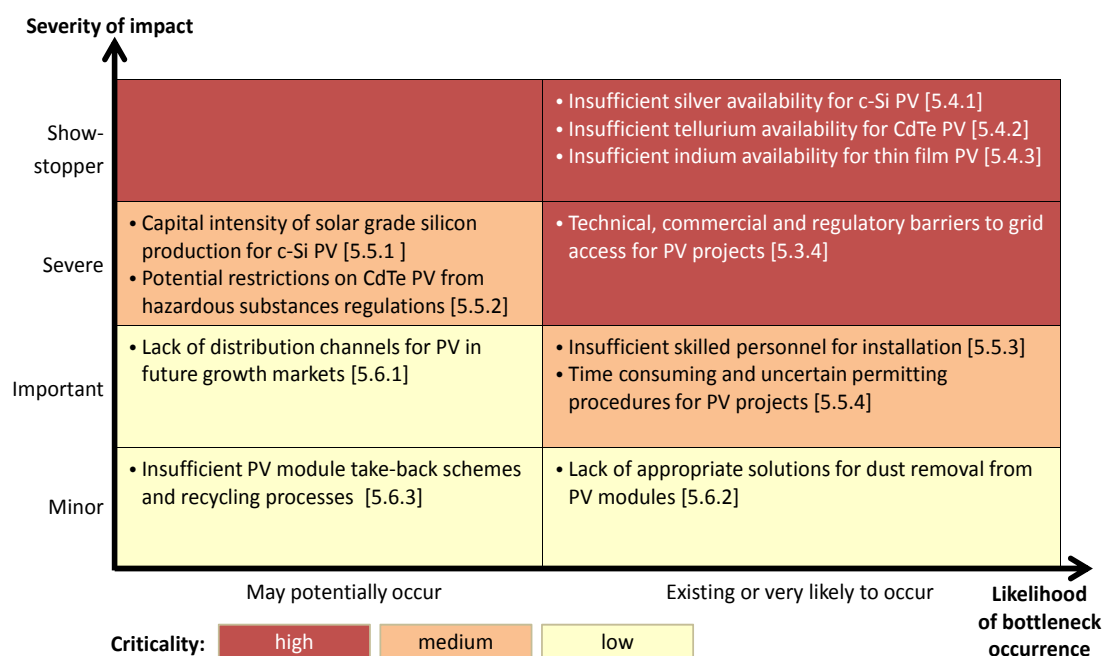 Severity of impact
Show-
stopper
• Insufficient silver availability for c-Si PV [5.4.1]
• Insufficient tellurium availability for CdTe PV [5.4.2]
• Insufficient indium availability for thin film PV [5.4.3]
Severe
• Capital intensity of solar grade silicon
production for c-Si PV [5.5.1 ]
• Potential restrictions on CdTe PV from
hazardous substances regulations [5.5.2]
• Technical, commercial and regulatory barriers to grid
access for PV projects [5.3.4]
Important
• Lack of distribution channels for PV in
future growth markets [5.6.1]
• Insufficient skilled personnel for installation [5.5.3]
• Time consuming and uncertain permitting
procedures for PV projects [5.5.4]
Minor
• Insufficient PV module take-back schemes
and recycling processes [5.6.3]
• Lack of appropriate solutions for dust removal from
PV modules [5.6.2]
May potentially occur
Existing or very likely to occur
Likelihood
of bottleneck
occurrence
Criticality:
high
medium
low